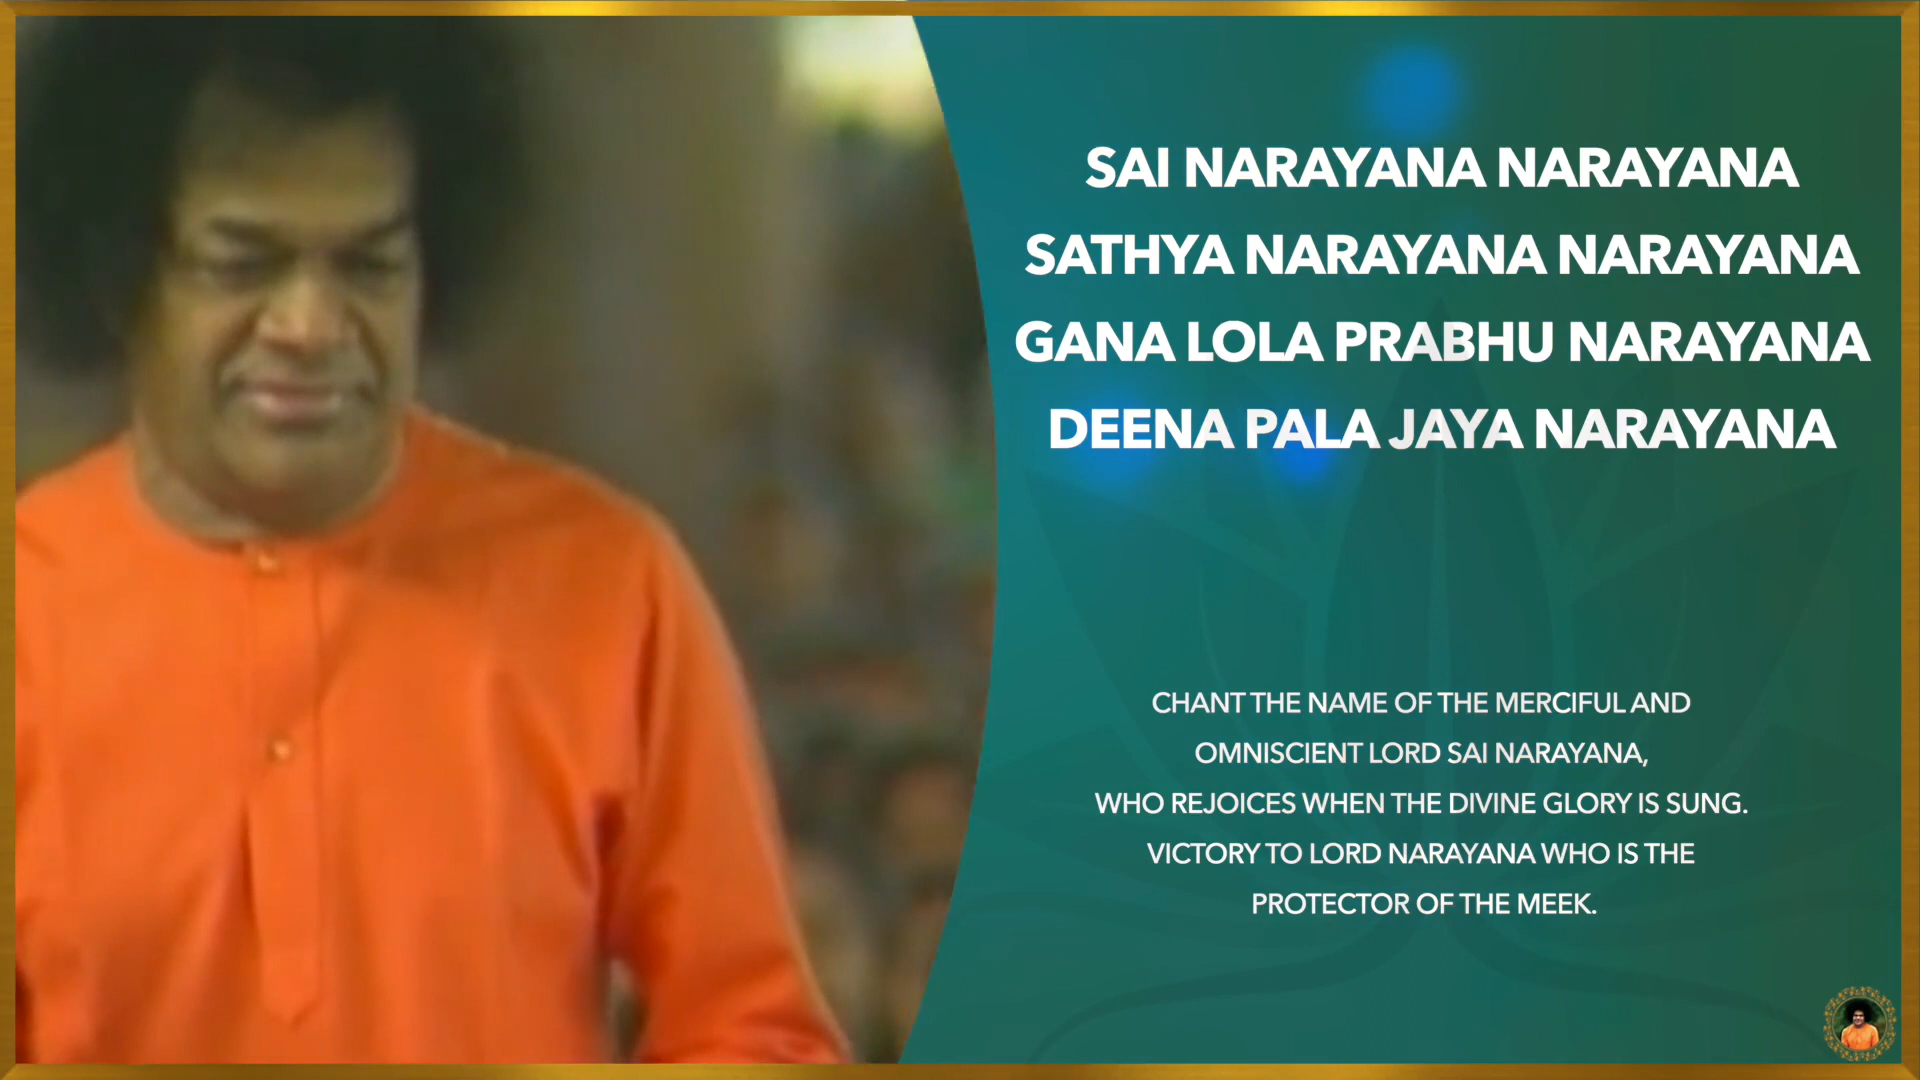 SAI NARAYANA NARAYANA
SATHYA NARAYANA NARAYANA
GANA LOLA PRABHU NARAYANA
DEENA PALA JAYA NARAYANA
CHANT THE NAME OF THE MERCIFUL AND
OMNISCIENT LORD SAI NARAYANA,
WHO REJOICES WHEN THE DIVINE GLORY IS SUNG.
VICTORY TO LORD NARAYANA WHO IS THE
PROTECTOR OF THE MEEK.